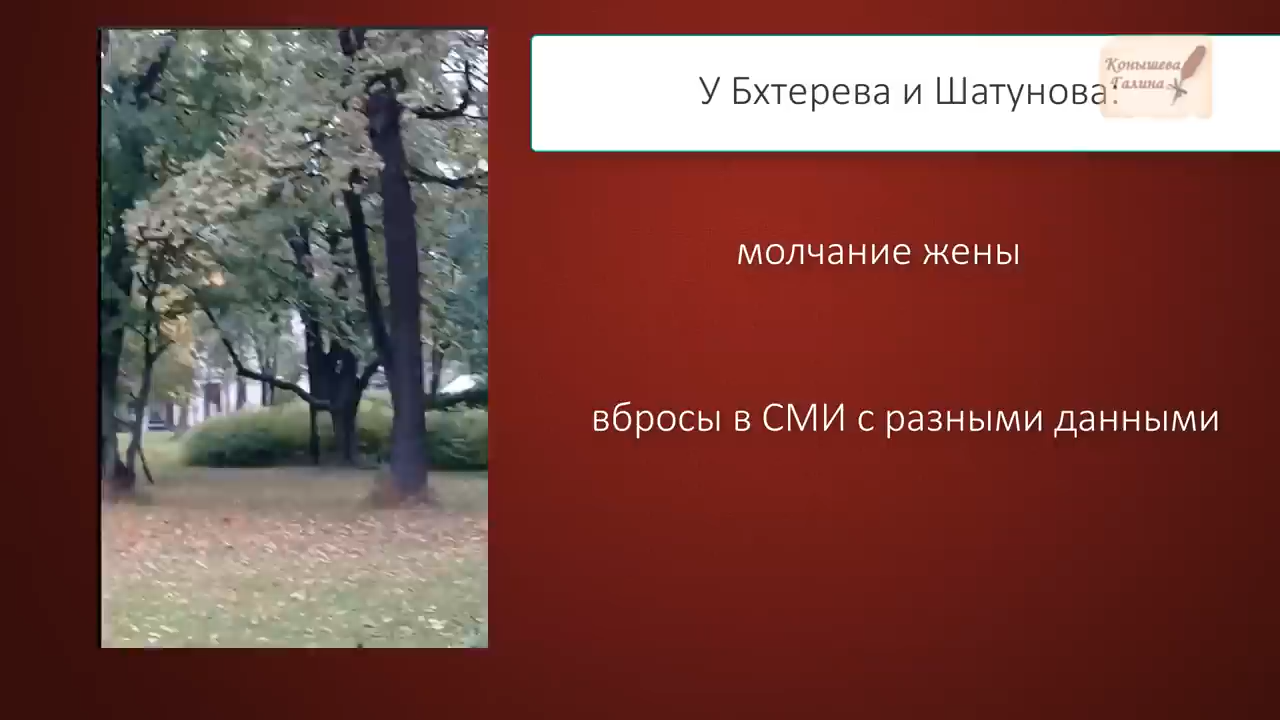 У Бхтерева и Шатунова:
Конышева
Галина
молчание жены
вбросы в СМИ с разными данными